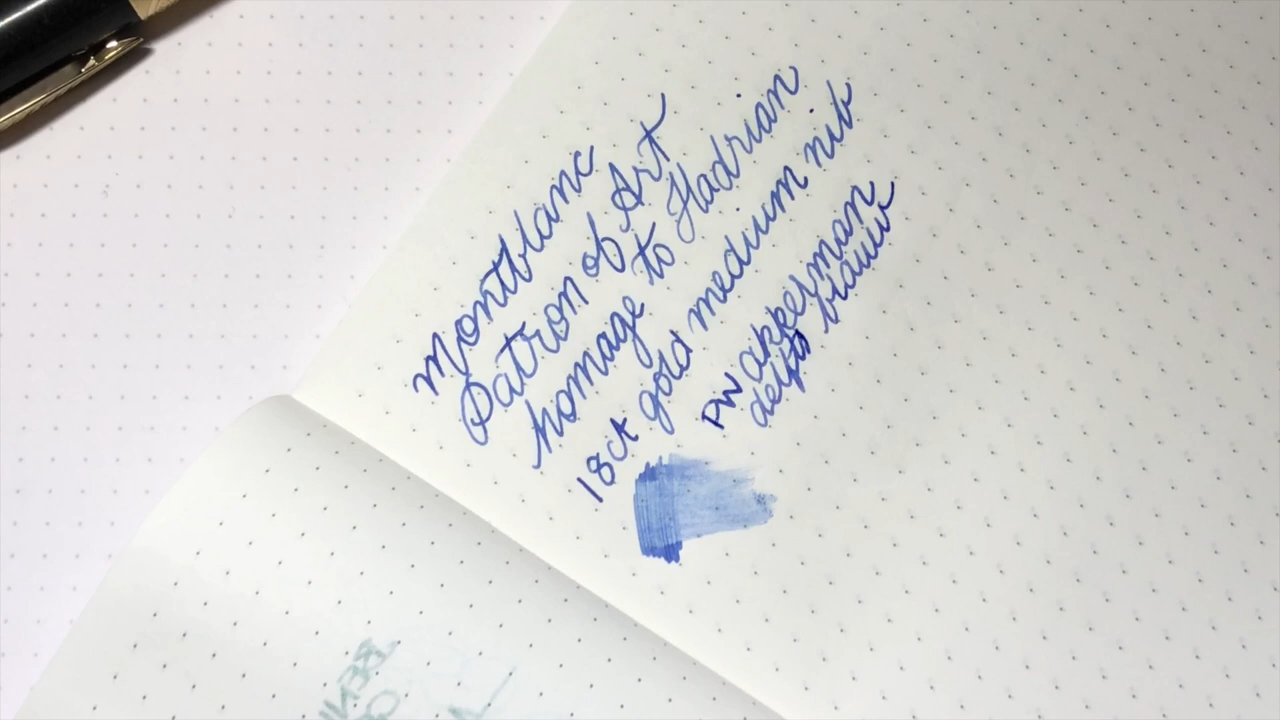 Montblanc
Patron of Art
homage to Hadrian
18ct gold medium nib
PW akkerman
delfts blauw